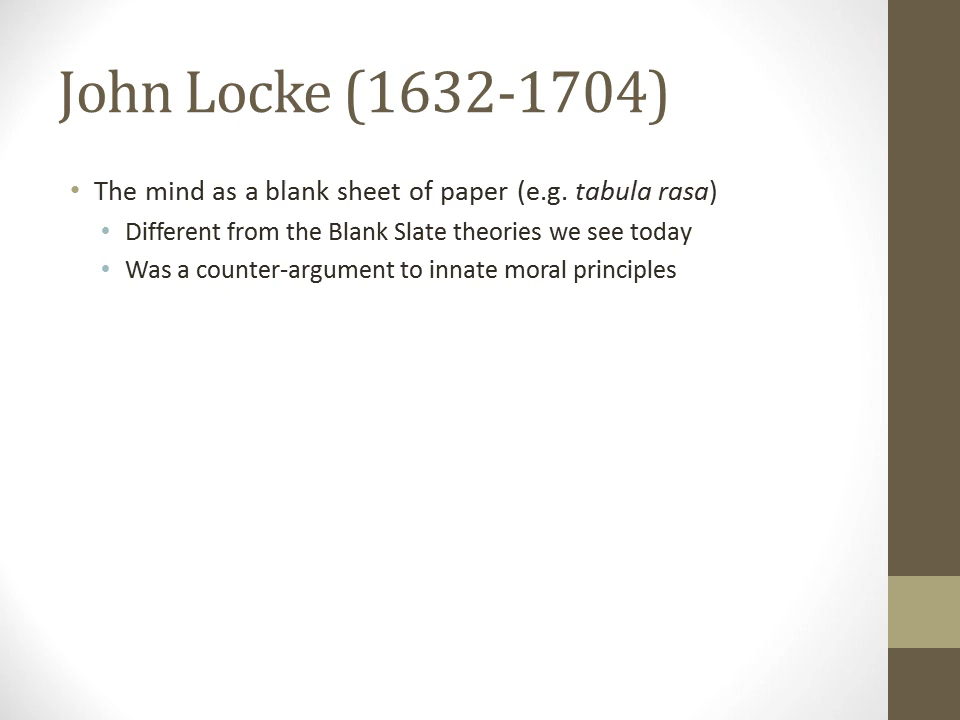 John Locke (1632-1704)
• The mind as a blank sheet of paper (e.g. tabula rasa)
• Different from the Blank Slate theories we see today
• Was a counter-argument to innate moral principles